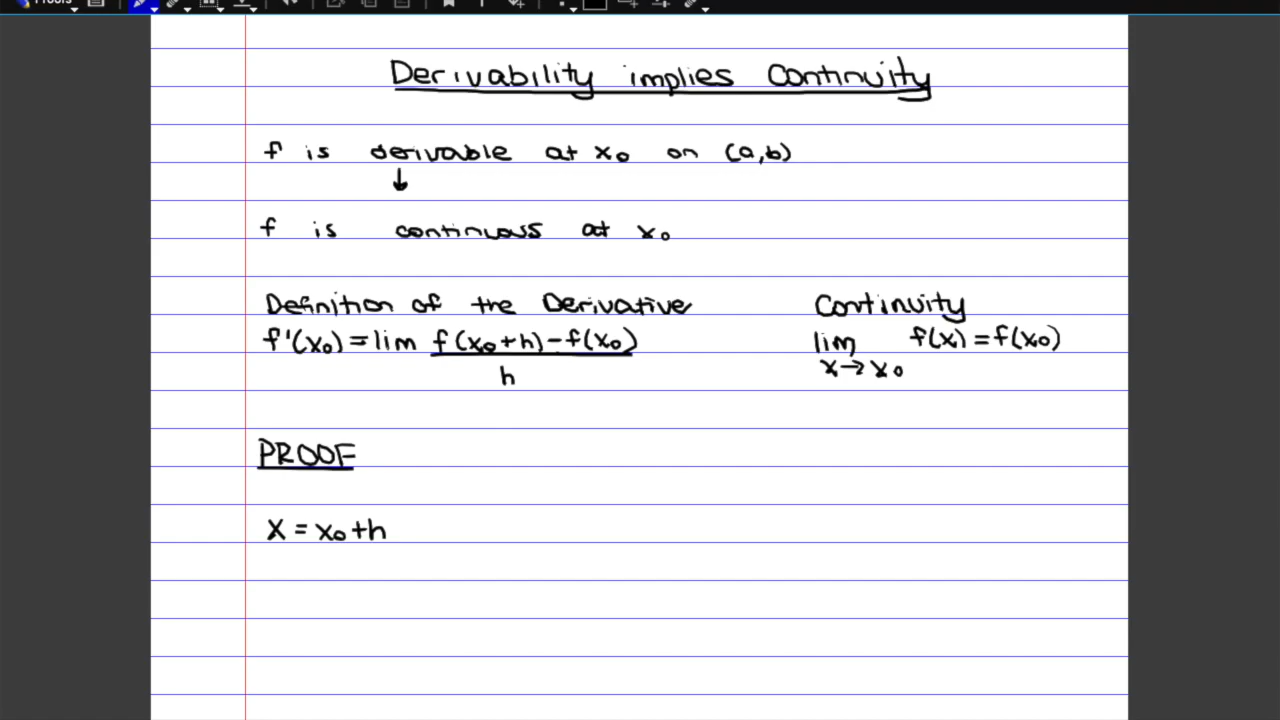 Proofs
Derivability implies Continuity
f is derivable at x₀ on (a,b)
↓
f is continuous at x₀
Definition of the Derivative
f'(x₀) = lim f(x₀+h)-f(x₀)
h
Continuity
lim f(x) = f(x₀)
x→x₀
PROOF
X = x₀+h